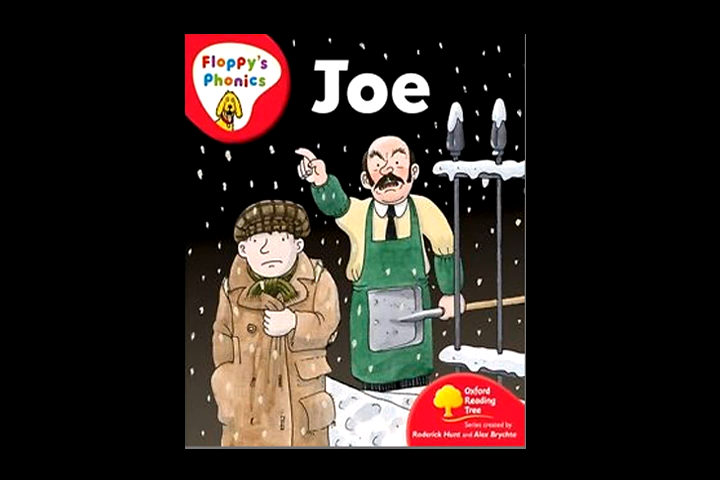 Floppy's
Phonics
Joe
Oxford
Reading
Tree
Series created by
Roderick Hunt and Alex Brychta